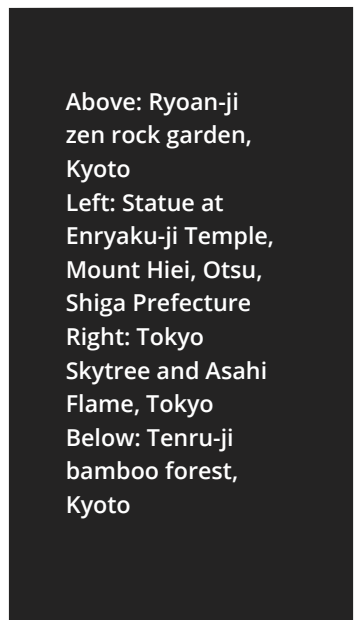 Above: Ryoan-ji
zen rock garden,
Kyoto
Left: Statue at
Enryaku-ji Temple,
Mount Hiei, Otsu,
Shiga Prefecture
Right: Tokyo
Skytree and Asahi
Flame, Tokyo
Below: Tenru-ji
bamboo forest,
Kyoto